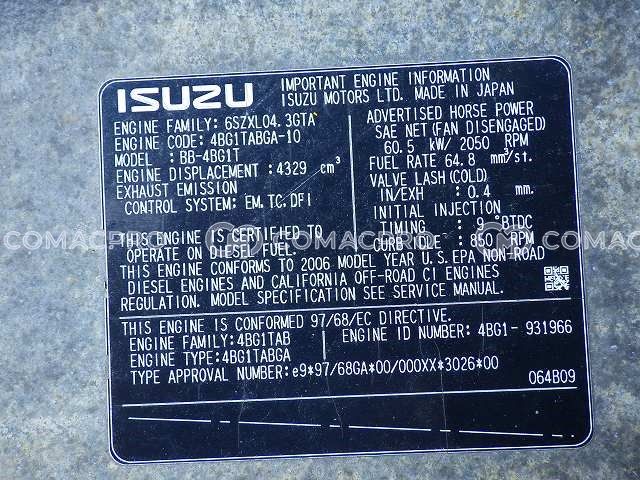 ISUZU
IMPORTANT ENGINE INFORMATION
ISUZU MOTORS LTD. MADE IN JAPAN
ENGINE FAMILY: 6SZXL04.3GTA
ENGINE CODE: 4BG1TABGA-10
MODEL : BB-4BG1T
ENGINE DISPLACEMENT: 4329 cm³
EXHAUST EMISSION
CONTROL SYSTEM: EM.TC.DFI
THIS ENGINE IS CERTIFIED TO
OPERATE ON DIESEL FUEL.
ADVERTISED HORSE POWER
SAE NET(FAN DISENGAGED)
60.5 kW/ 2050 RPM
FUEL RATE 64.8 mm³/st.
VALVE LASH(COLD)
IN/EXH : 0.4 mm.
INITIAL INJECTION
TIMING : 9 °BTDC
CURB IDLE : 850 RPM
THIS ENGINE CONFORMS TO 2006 MODEL YEAR U.S.EPA NON-ROAD
DIESEL ENGINES AND CALIFORNIA OFF-ROAD CI ENGINES
REGULATION. MODEL SPECIFICATION SEE SERVICE MANUAL.
THIS ENGINE IS CONFORMED 97/68/EC DIRECTIVE.
ENGINE FAMILY:4BG1TAB
ENGINE ID NUMBER: 4BG1- 931966
ENGINE TYPE:4BG1TABGA
TYPE APPROVAL NUMBER:e9*97/68GA*00/000XX*3026*00
064B09
COMACPRO COMACPRO COMACPRO